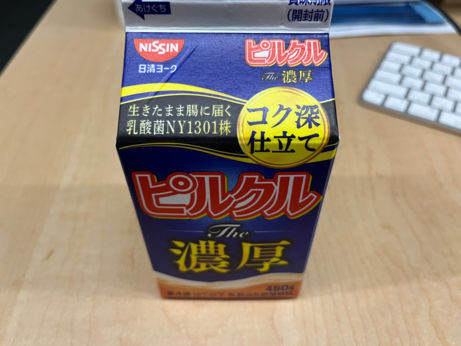 あけくち
賞味期限
(開封前)
NISSIN
日清ヨーク
ピルクル
The 濃厚
生きたまま腸に届く
乳酸菌NY1301株
コク深
仕立て
ピルクル
The
濃厚
450g